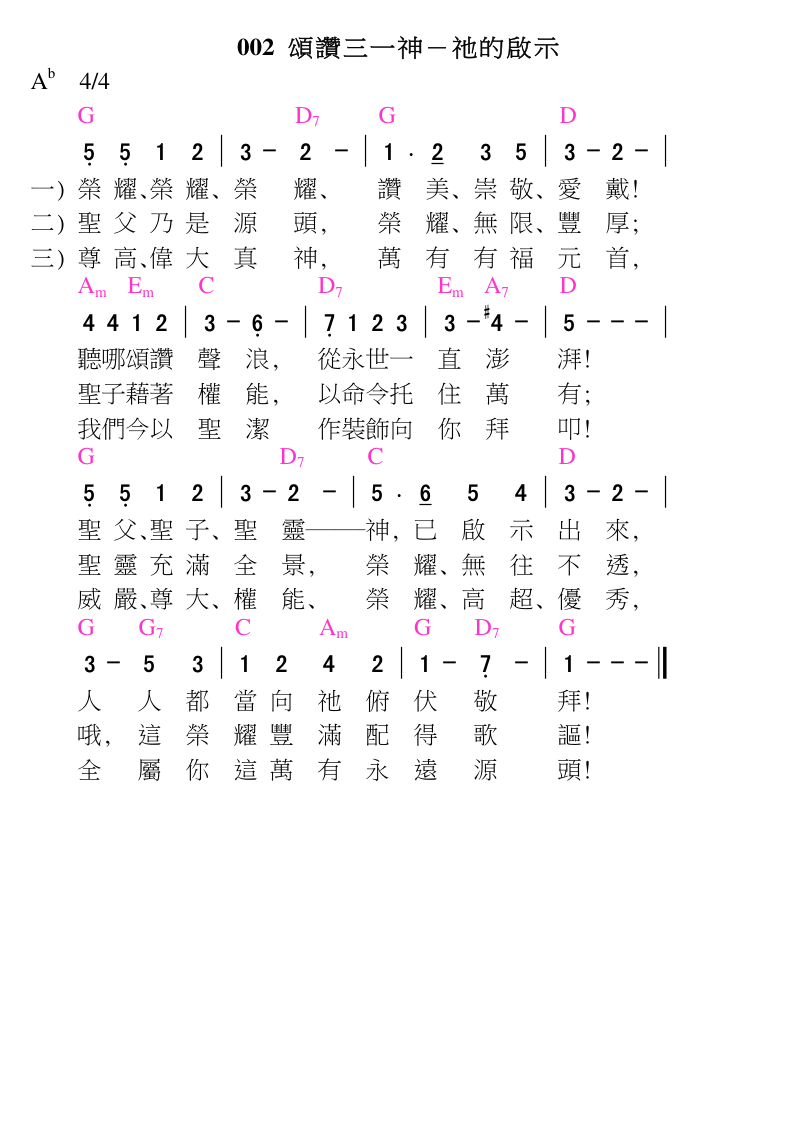 002 頌讚三一神－祂的啟示
A♭ 4/4
G D7 G D
5̣ 5̣ 1 2 | 3 － 2 － | 1 · 2 3 5 | 3 － 2 － |
一) 榮 耀、榮 耀、榮 耀、 讚 美、崇 敬、愛 戴!
二) 聖 父 乃 是 源 頭, 榮 耀、無 限、豐 厚;
三) 尊 高、偉 大 真 神, 萬 有 有 福 元 首,
Am Em C D7 Em A7 D
4 4 1 2 | 3 － 6̣ － | 7̣ 1 2 3 | 3 － #4 － | 5 － － － |
聽哪頌讚 聲 浪, 從永世一 直 澎 湃!
聖子藉著 權 能, 以命令托 住 萬 有;
我們今以 聖 潔 作裝飾向 你 拜 叩!
G D7 C D
5̣ 5̣ 1 2 | 3 － 2 － | 5 · 6 5 4 | 3 － 2 － |
聖 父、聖 子、聖 靈———神, 已 啟 示 出 來,
聖 靈 充 滿 全 景, 榮 耀、無 往 不 透,
威 嚴、尊 大、權 能、 榮 耀、高 超、優 秀,
G G7 C Am G D7 G
3 － 5 3 | 1 2 4 2 | 1 － 7̣ － | 1 － － － ||
人 人 都 當 向 祂 俯 伏 敬 拜!
哦, 這 榮 耀 豐 滿 配 得 歌 謳!
全 屬 你 這 萬 有 永 遠 源 頭!